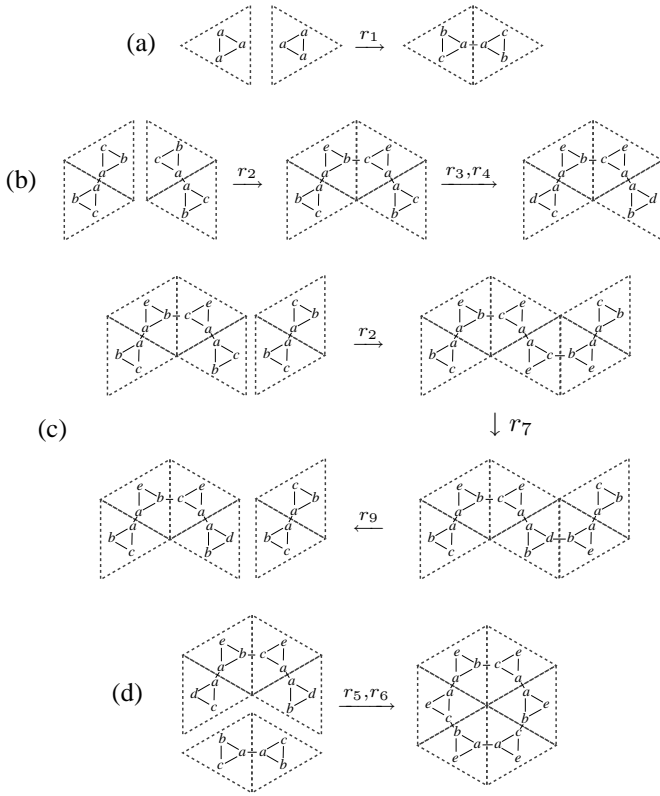 a a b c
(a) a a r₁ a a
a a c b
c b e e e e
b c b c b c
(b) r₂ r₃,r₄
a a a a a a
a a a a a a
b c b c d d
c b c b c b
e e c e e c
b c b b c b
a a a r₂ a a a
a a a a a a
b c b b c b
c b c c e e
(c) ↓ r₇
e e c e e c
b c b b c b
a a a r₉ a a a
a a a a a a
b d b b d b
c b c c b e
e e e e
b c b c
a a a a
a a a a
(d) d d r₅,r₆ e e
c b c b
b c b c
a a e a a e
c b